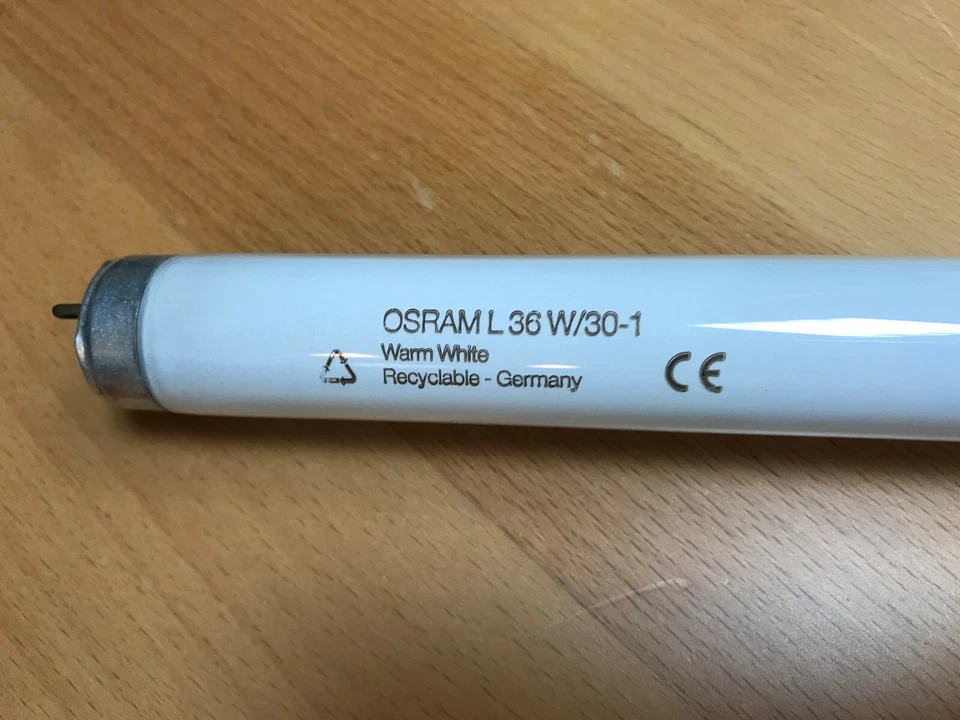 OSRAM L 36 W/30-1
Warm White
Recyclable - Germany
CE